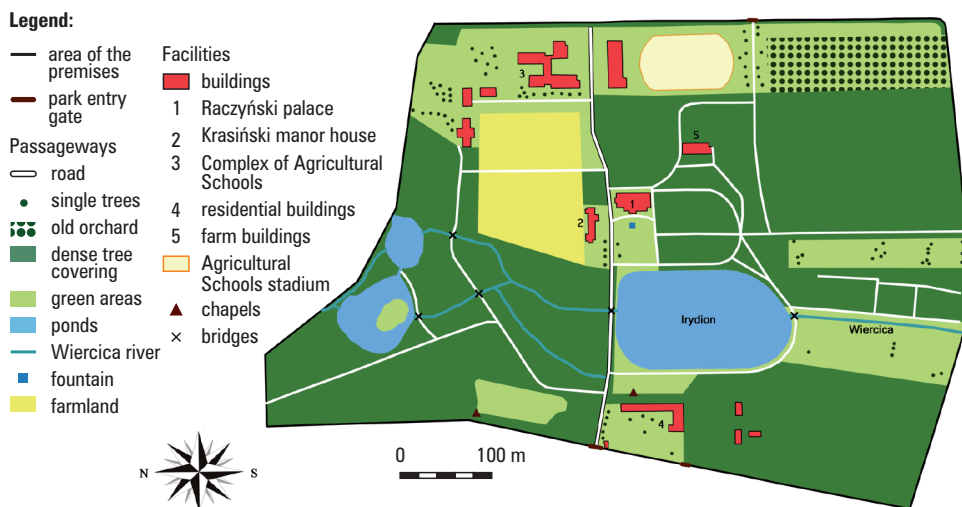 Legend:
area of the
premises
park entry
gate
Passageways
road
single trees
old orchard
dense tree
covering
green areas
ponds
Wiercica river
fountain
farmland
Facilities
buildings
1 Raczyński palace
2 Krasiński manor house
3 Complex of Agricultural
Schools
4 residential buildings
5 farm buildings
Agricultural
Schools stadium
chapels
bridges
N S
0 100 m
3
5
1
2
Irydion
Wiercica
4